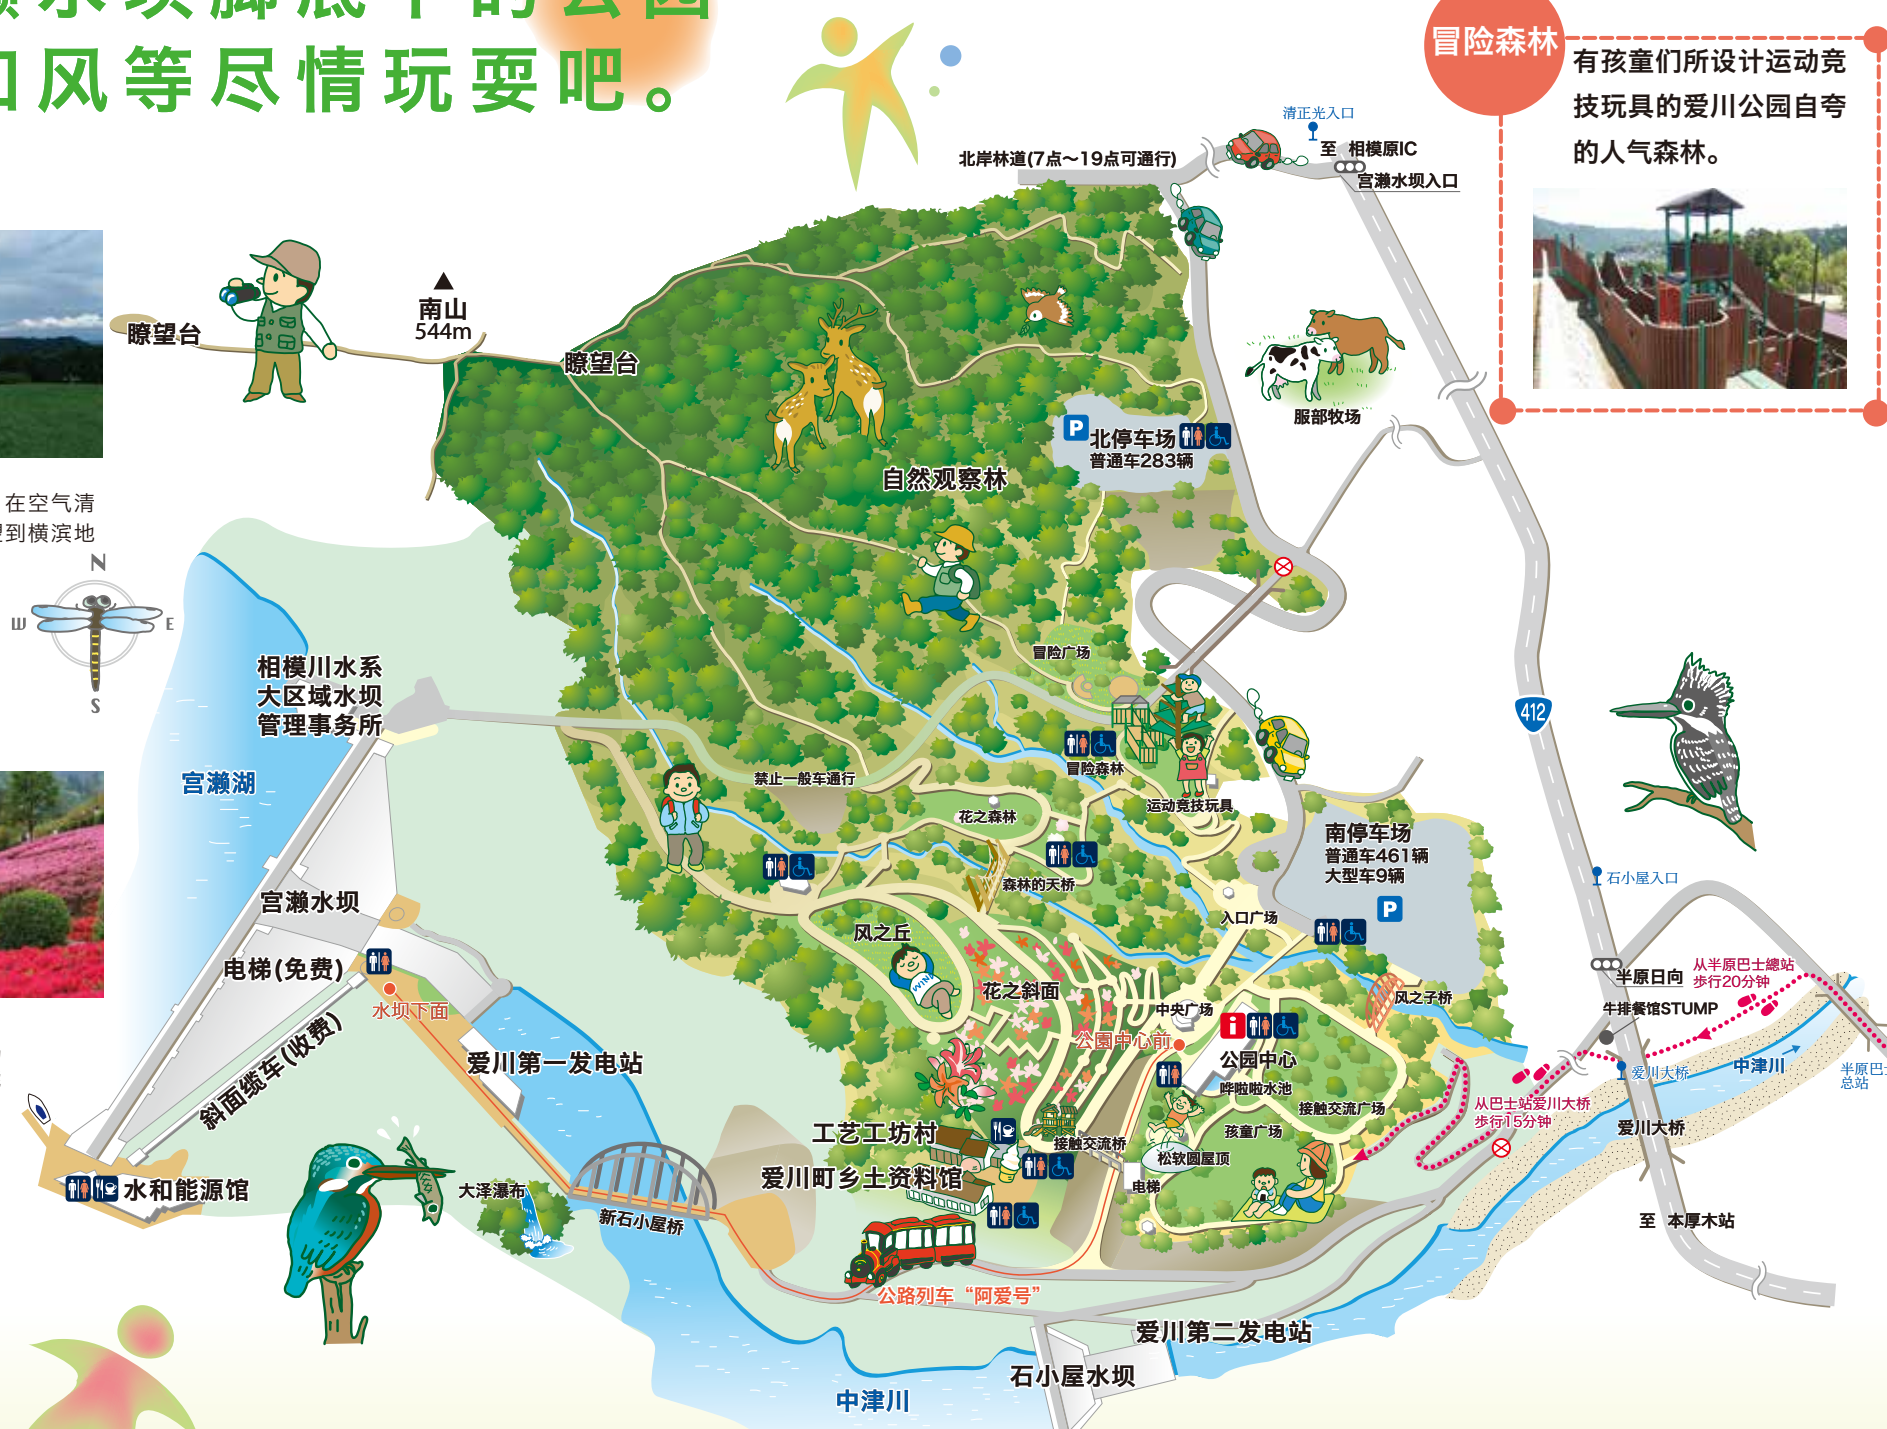 风等尽情玩耍吧。
冒险森林
有孩童们所设计运动竞
技玩具的爱川公园自夸
的人气森林。
清正光入口
至 相模原IC
宫濑水坝入口
北岸林道(7点～19点可通行)
瞭望台
南山
544m
瞭望台
服部牧场
P
北停车场
普通车283辆
自然观察林
在空气清
到横滨地
N
W
E
S
冒险广场
相模川水系
大区域水坝
管理事务所
412
宫濑湖
禁止一般车通行
冒险森林
运动竞技玩具
花之森林
南停车场
普通车461辆
大型车9辆
P
森林的天桥
石小屋入口
宫濑水坝
入口广场
风之丘
电梯(免费)
半原日向
从半原巴士總站
步行20分钟
花之斜面
风之子桥
水坝下面
中央广场
牛排餐馆STUMP
斜面缆车(收费)
公園中心前
i
公园中心
爱川第一发电站
中津川
爱川大桥
半原巴士
总站
哗啦啦水池
接触交流广场
从巴士站爱川大桥
步行15分钟
工艺工坊村
接触交流桥
孩童广场
爱川大桥
松软圆屋顶
爱川町乡土资料馆
电梯
水和能源馆
大泽瀑布
新石小屋桥
至 本厚木站
公路列车“阿爱号”
爱川第二发电站
石小屋水坝
中津川